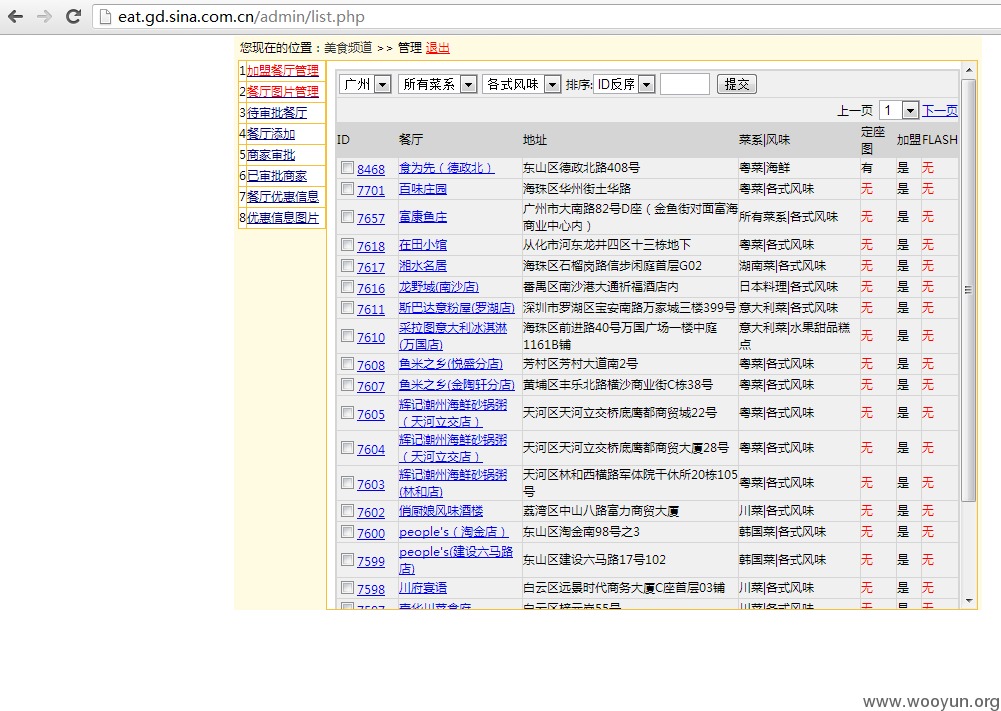 eat.gd.sina.com.cn/admin/list.php
您现在的位置：美食频道 >> 管理 退出
1加盟餐厅管理
2餐厅图片管理
3待审批餐厅
4餐厅添加
5商家审批
6已审批商家
7餐厅优惠信息
8优惠信息图片
广州 所有菜系 各式风味 排序: ID反序 提交
上一页 1 下一页
ID 餐厅 地址 菜系|风味 定座图 加盟 FLASH
8468 食为先（德政北） 东山区德政北路408号 粤菜|海鲜 有 是 无
7701 百味庄园 海珠区华州街土华路 粤菜|各式风味 无 是 无
7657 富康鱼庄 广州市大南路82号D座（金鱼街对面富海商业中心内） 所有菜系|各式风味 无 是 无
7618 在田小馆 从化市河东龙井四区十三栋地下 粤菜|各式风味 无 是 无
7617 湘水名居 海珠区石榴岗路信步闲庭首层G02 湖南菜|各式风味 无 是 无
7616 龙野城(南沙店) 番禺区南沙港大通祈福酒店内 日本料理|各式风味 无 是 无
7611 斯巴达意粉屋(罗湖店) 深圳市罗湖区宝安南路万家城三楼399号 意大利菜|各式风味 无 是 无
7610 采拉图意大利冰淇淋(万国店) 海珠区前进路40号万国广场一楼中庭1161B铺 意大利菜|水果甜品糕点 无 是 无
7608 鱼米之乡(悦盛分店) 芳村区芳村大道南2号 粤菜|各式风味 无 是 无
7607 鱼米之乡(金陶轩分店) 黄埔区丰乐北路横沙商业街C栋38号 粤菜|各式风味 无 是 无
7605 辉记潮州海鲜砂锅粥（天河立交店） 天河区天河立交桥底鹰都商贸城22号 粤菜|各式风味 无 是 无
7604 辉记潮州海鲜砂锅粥（天河立交店） 天河区天河立交桥底鹰都商贸大厦28号 粤菜|各式风味 无 是 无
7603 辉记潮州海鲜砂锅粥(林和店) 天河区林和西横路军体院干休所20栋105号 粤菜|各式风味 无 是 无
7602 俏厨娘风味酒楼 荔湾区中山八路富力商贸大厦 川菜|各式风味 无 是 无
7600 people's（淘金店） 东山区淘金南98号之3 韩国菜|各式风味 无 是 无
7599 people's(建设六马路店) 东山区建设六马路17号102 韩国菜|各式风味 无 是 无
7598 川府宴语 白云区远景时代商务大厦C座首层03铺 川菜|各式风味 无 是 无
www.wooyun.org